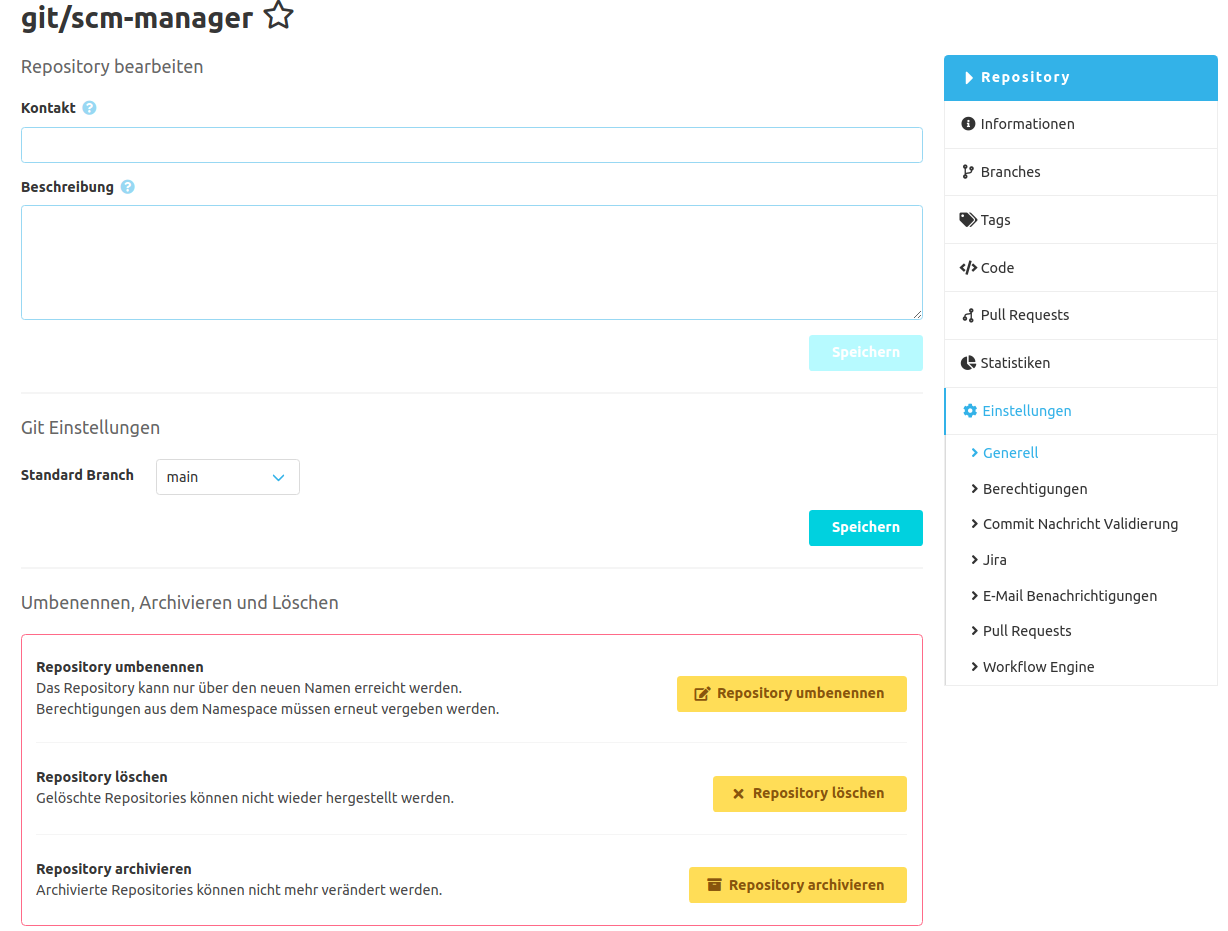 git/scm-manager
Repository bearbeiten
Kontakt ?
Beschreibung ?
Speichern
Git Einstellungen
Standard Branch main
Speichern
Umbenennen, Archivieren und Löschen
Repository umbenennen
Das Repository kann nur über den neuen Namen erreicht werden.
Berechtigungen aus dem Namespace müssen erneut vergeben werden.
Repository umbenennen
Repository löschen
Gelöschte Repositories können nicht wieder hergestellt werden.
Repository löschen
Repository archivieren
Archivierte Repositories können nicht mehr verändert werden.
Repository archivieren
Repository
Informationen
Branches
Tags
Code
Pull Requests
Statistiken
Einstellungen
Generell
Berechtigungen
Commit Nachricht Validierung
Jira
E-Mail Benachrichtigungen
Pull Requests
Workflow Engine